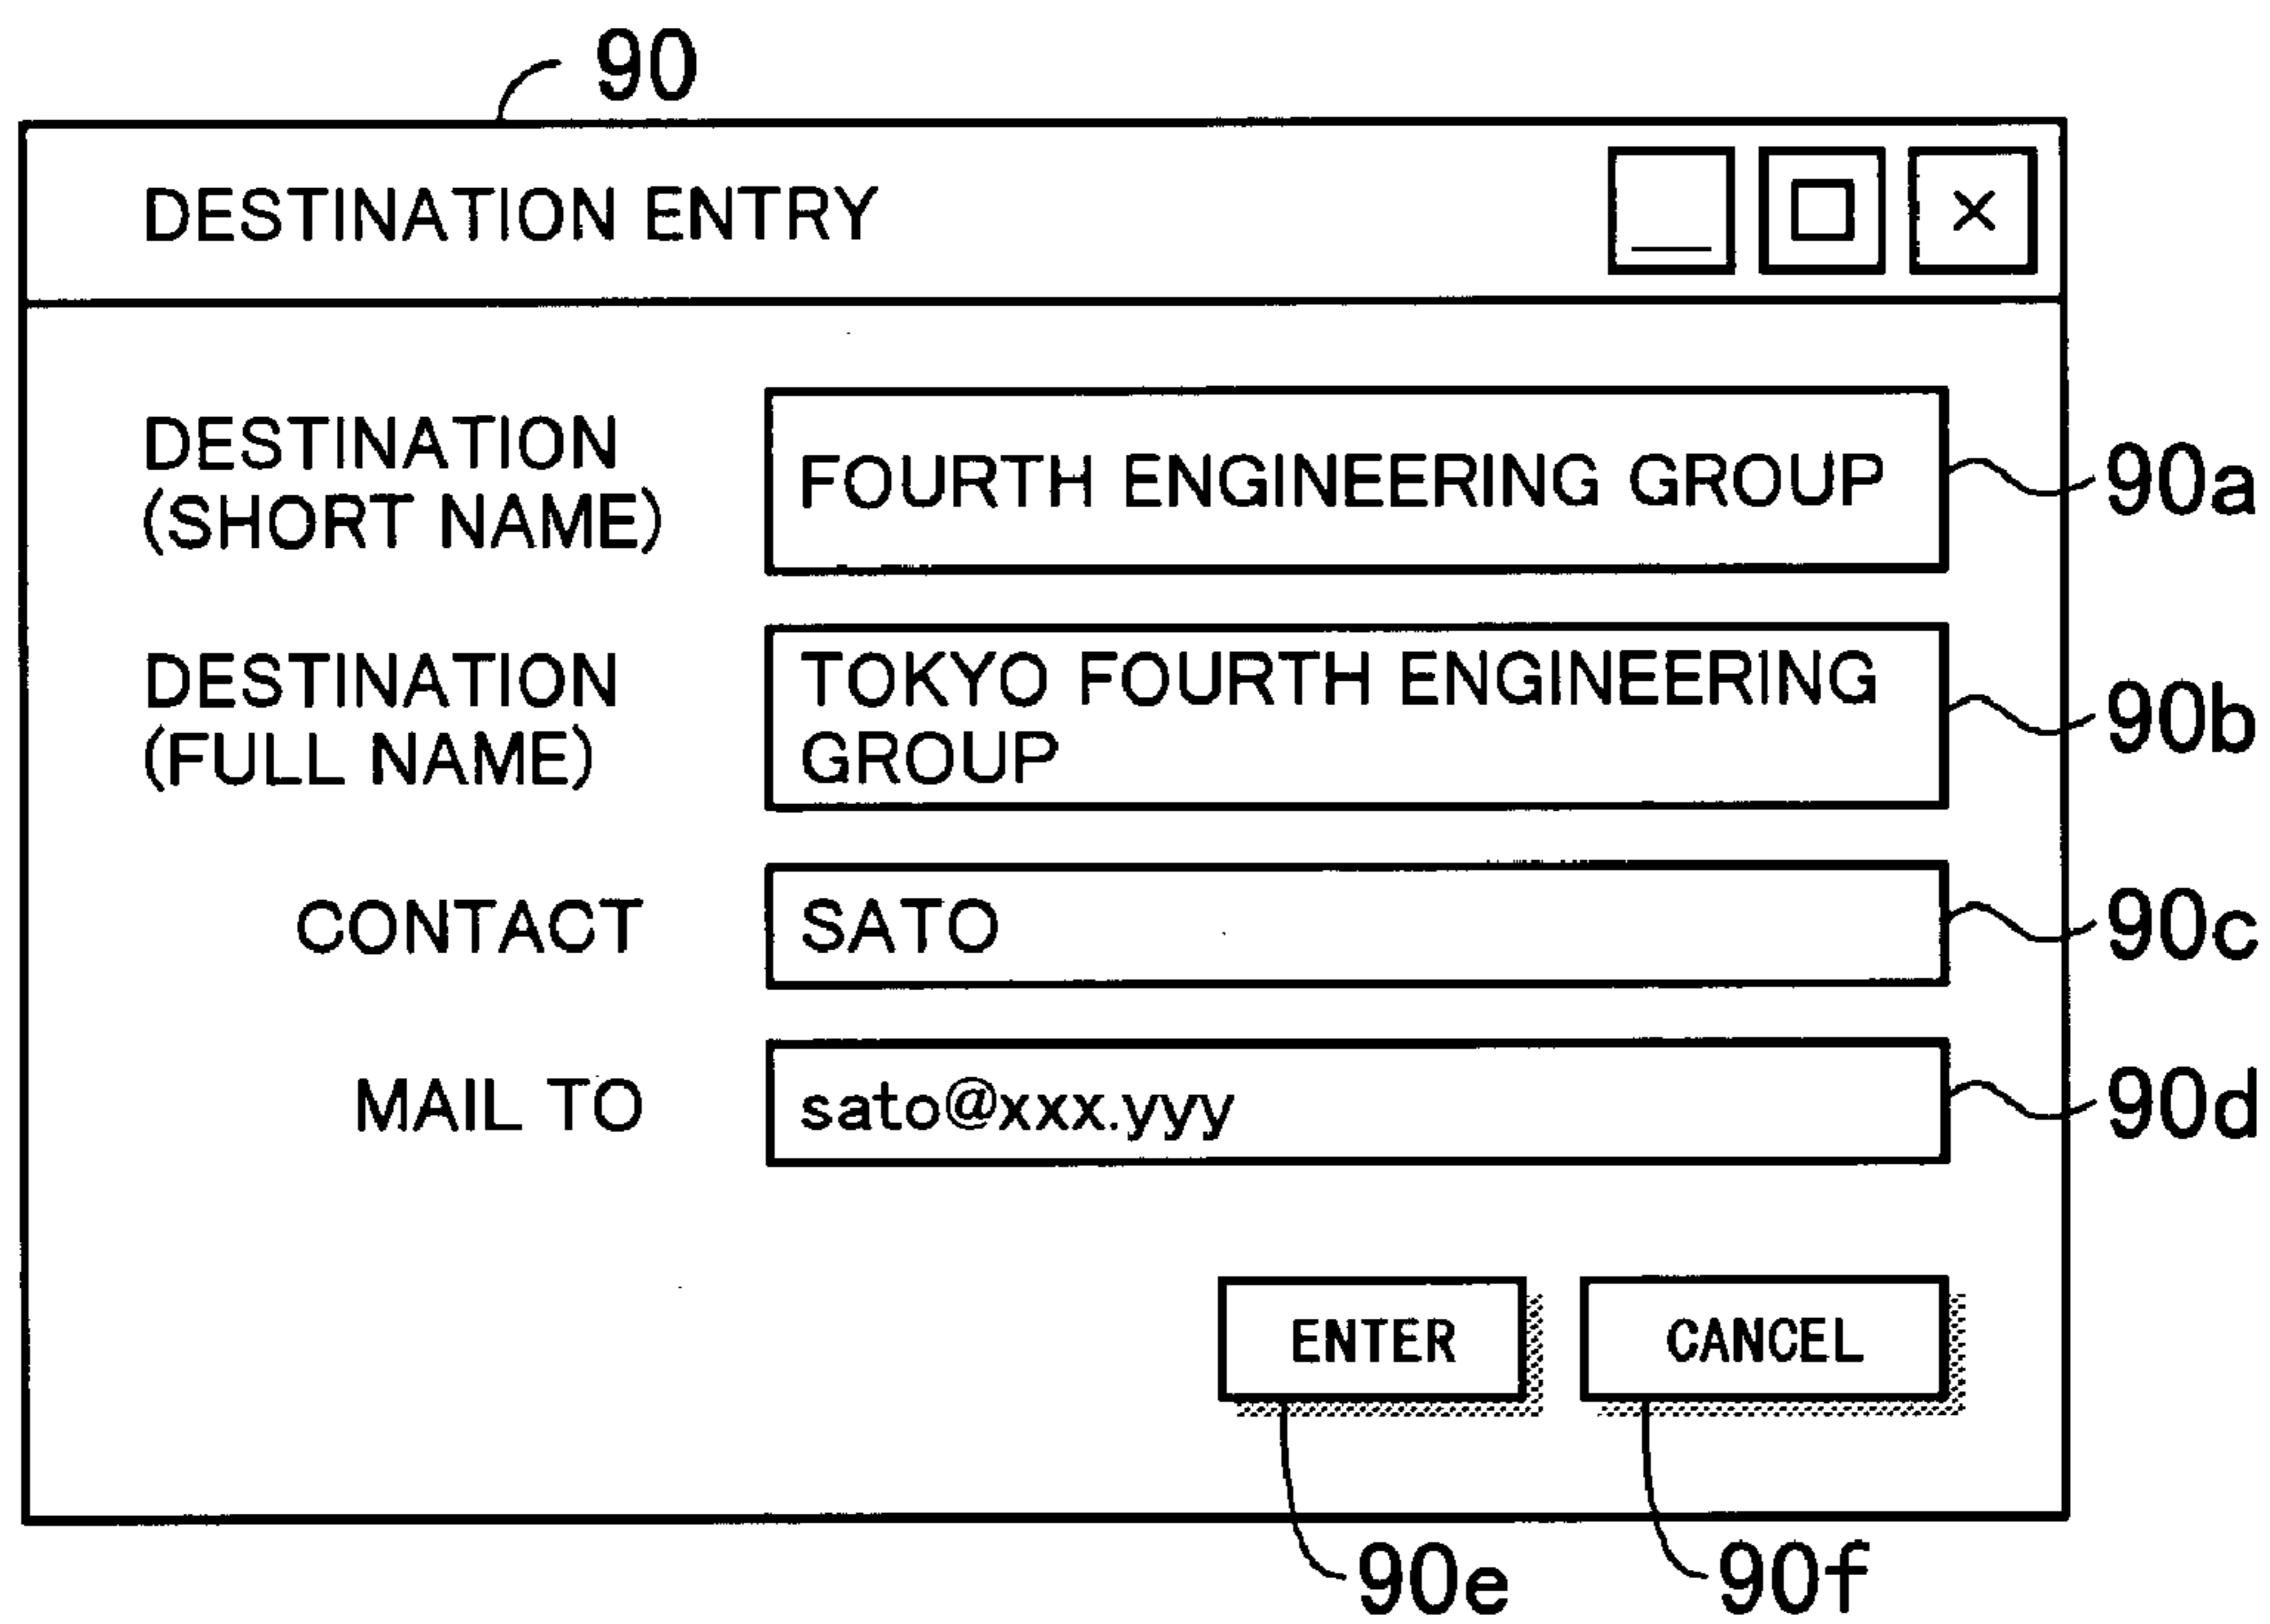 90
DESTINATION ENTRY
DESTINATION
(SHORT NAME)
FOURTH ENGINEERING GROUP
90a
DESTINATION
(FULL NAME)
TOKYO FOURTH ENGINEERING
GROUP
90b
CONTACT
SATO
90c
MAIL TO
sato@xxx.yyy
90d
ENTER
CANCEL
90e
90f